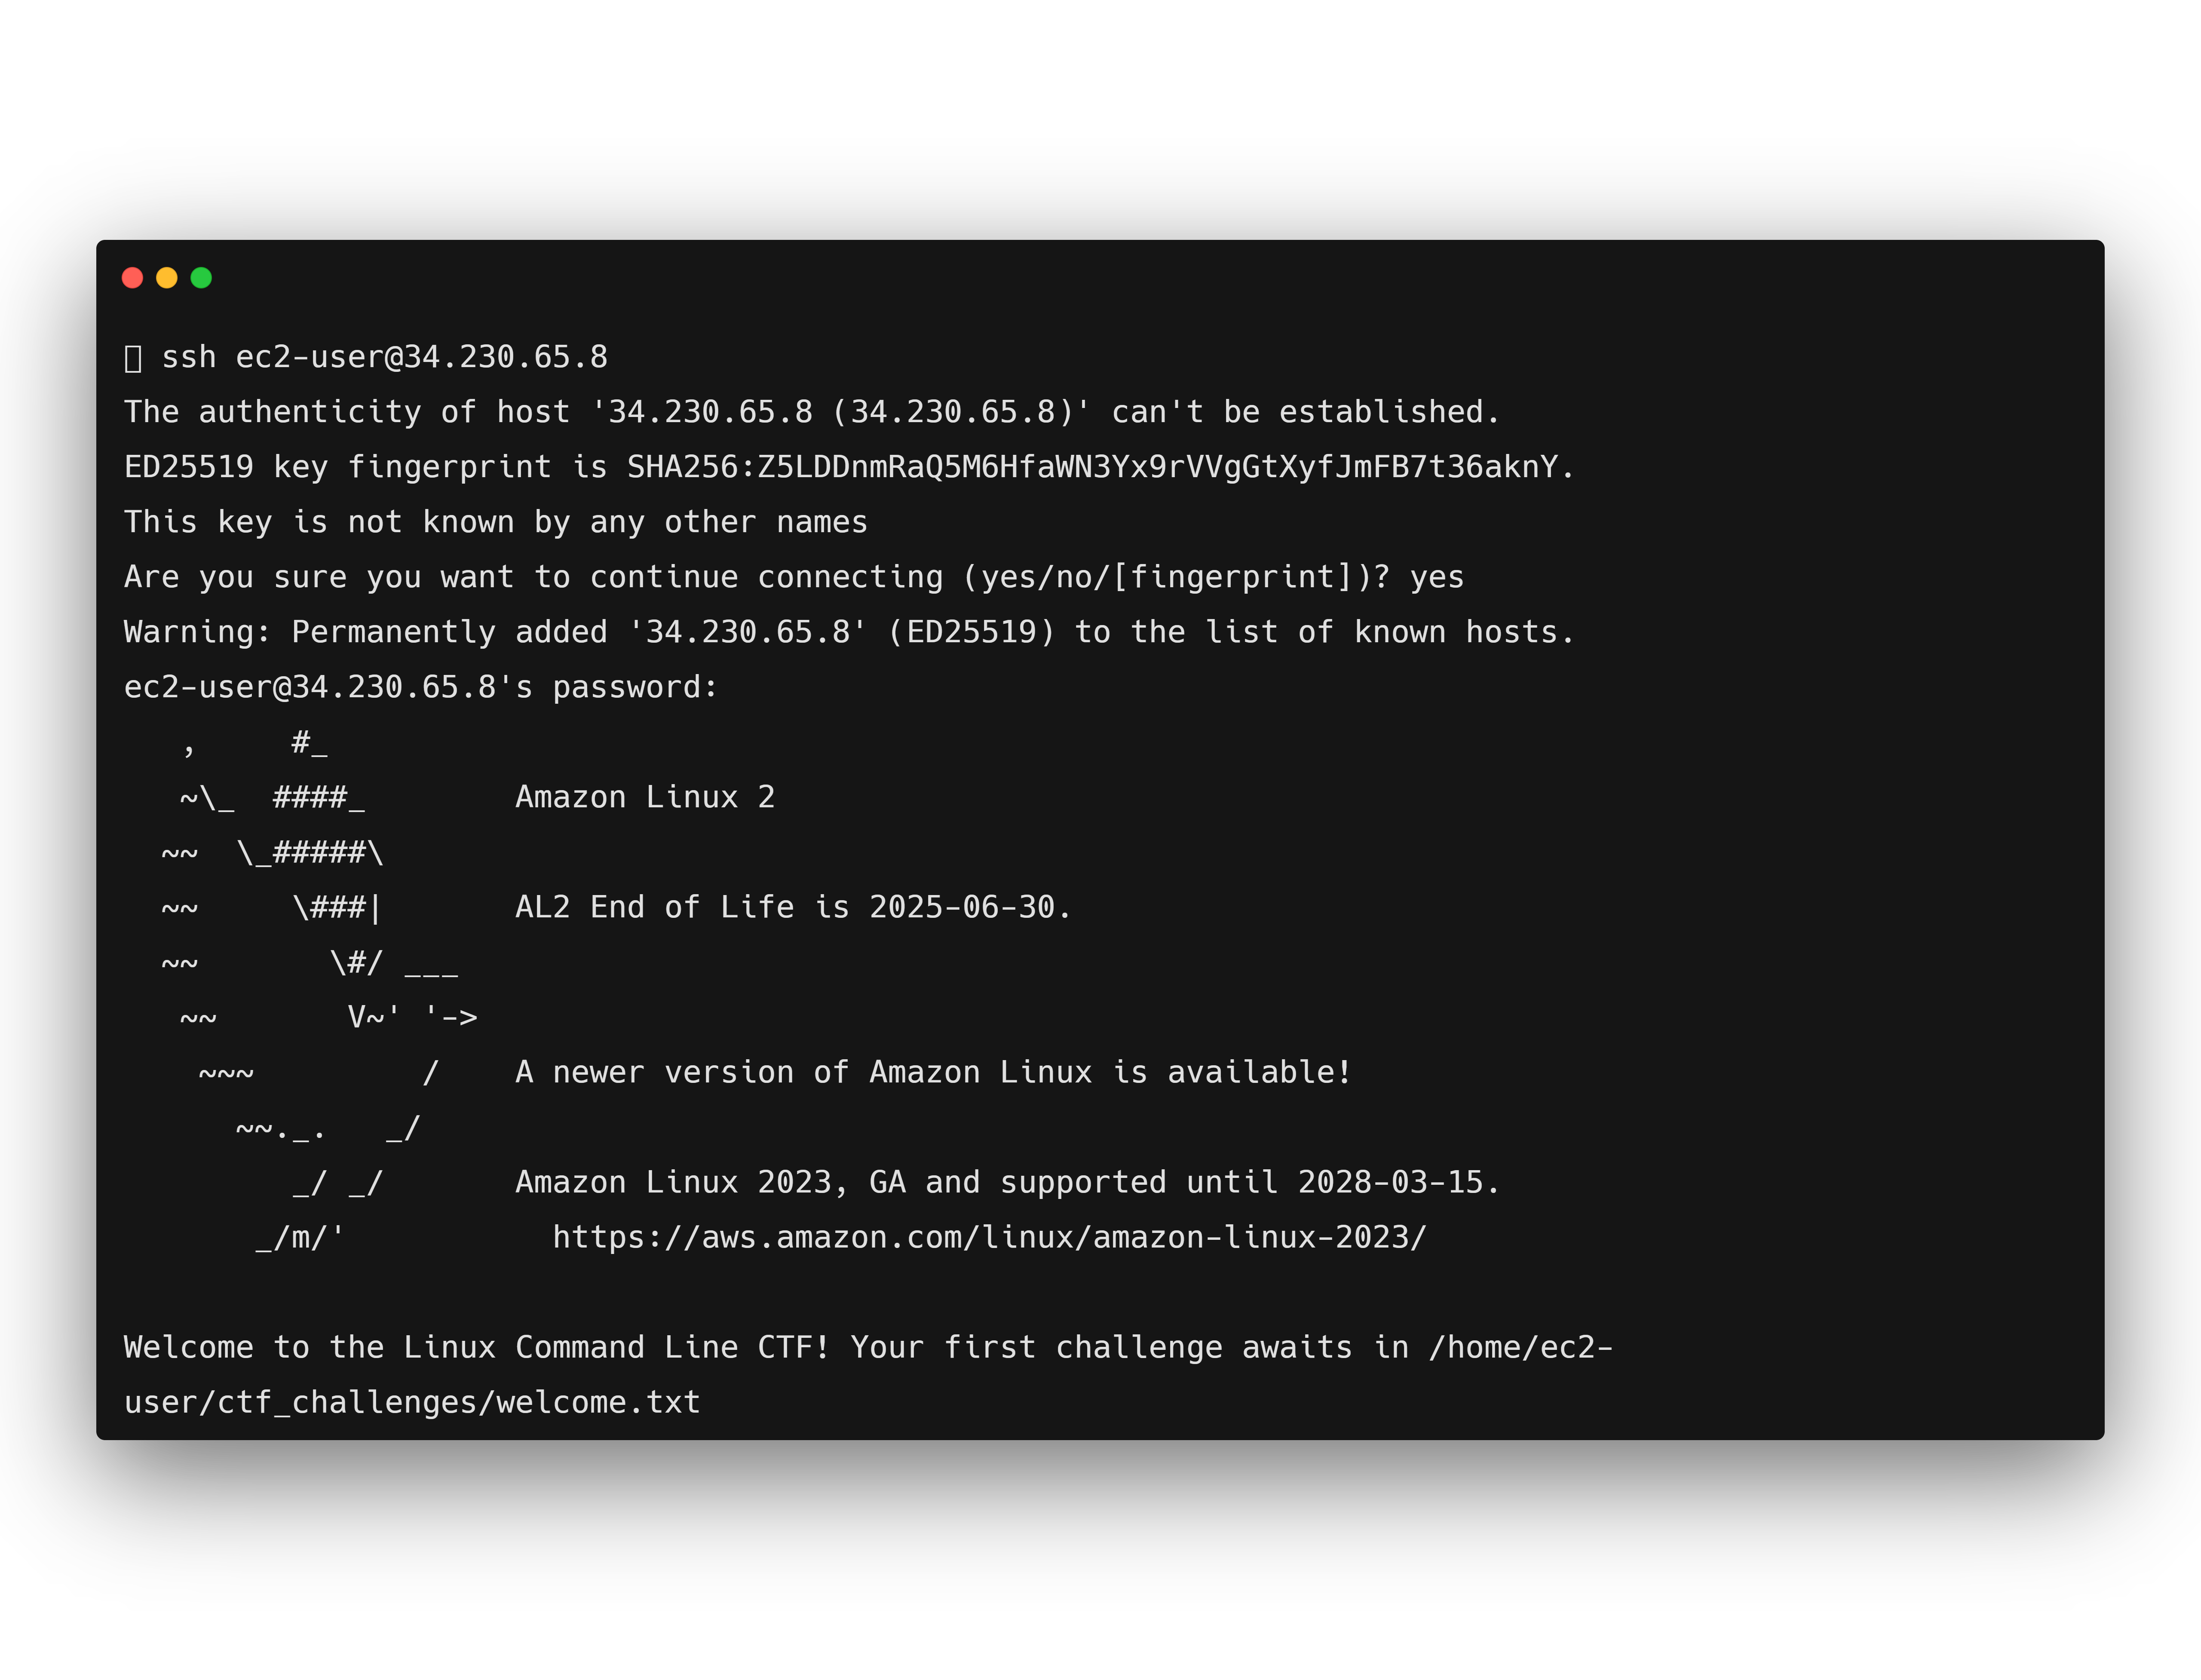 ssh ec2-user@34.230.65.8
The authenticity of host '34.230.65.8 (34.230.65.8)' can't be established.
ED25519 key fingerprint is SHA256:Z5LDDnmRaQ5M6HfaWN3Yx9rVVgGtXyfJmFB7t36aknY.
This key is not known by any other names
Are you sure you want to continue connecting (yes/no/[fingerprint])? yes
Warning: Permanently added '34.230.65.8' (ED25519) to the list of known hosts.
ec2-user@34.230.65.8's password:
   ,     #_
   ~\_  ####_        Amazon Linux 2
  ~~  \_#####\
  ~~     \###|       AL2 End of Life is 2025-06-30.
  ~~       \#/ ___
   ~~       V~' '->
    ~~~         /    A newer version of Amazon Linux is available!
      ~~._.   _/
         _/ _/       Amazon Linux 2023, GA and supported until 2028-03-15.
       _/m/'           https://aws.amazon.com/linux/amazon-linux-2023/
Welcome to the Linux Command Line CTF! Your first challenge awaits in /home/ec2-
user/ctf_challenges/welcome.txt